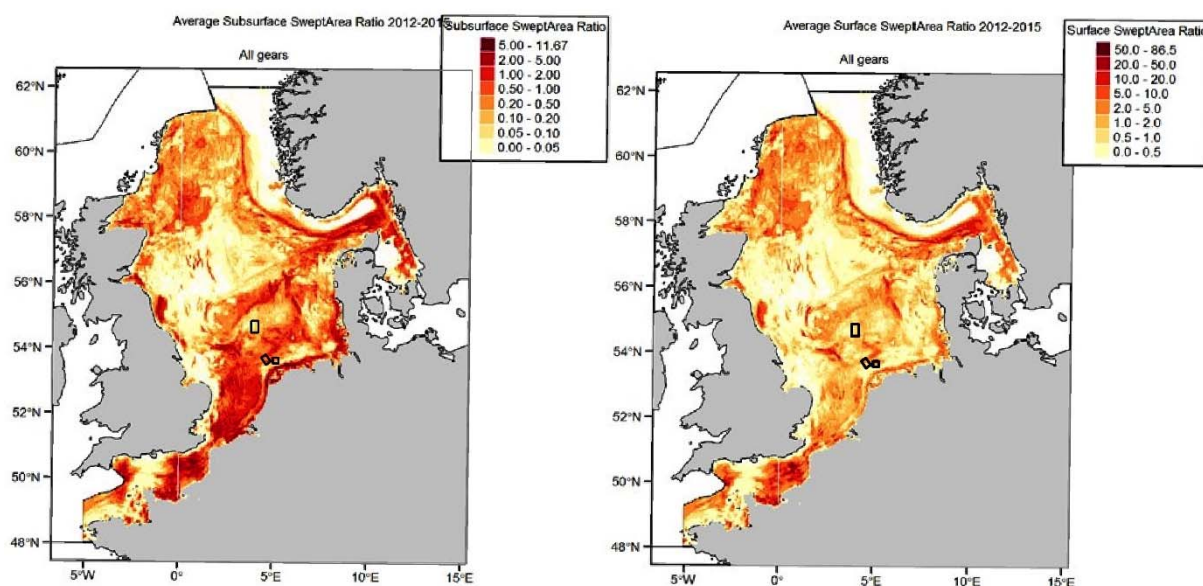 Average Subsurface SweptArea Ratio 2012-2015
All gears
Subsurface SweptArea Ratio
5.00 - 11.67
2.00 - 5.00
1.00 - 2.00
0.50 - 1.00
0.20 - 0.50
0.10 - 0.20
0.05 - 0.10
0.00 - 0.05
62°N
60°N
58°N
56°N
54°N
52°N
50°N
48°N
5°W
0°
5°E
10°E
15°E
Average Surface SweptArea Ratio 2012-2015
All gears
Surface SweptArea Ratio
50.0 - 86.5
20.0 - 50.0
10.0 - 20.0
5.0 - 10.0
2.0 - 5.0
1.0 - 2.0
0.5 - 1.0
0.0 - 0.5
62°N
60°N
58°N
56°N
54°N
52°N
50°N
48°N
5°W
0°
5°E
10°E
15°E